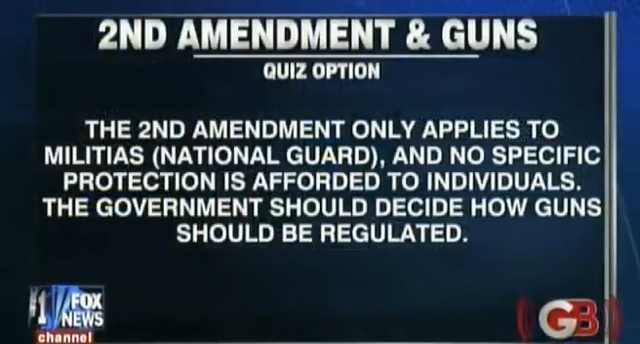 2ND AMENDMENT & GUNS
QUIZ OPTION
THE 2ND AMENDMENT ONLY APPLIES TO
MILITIAS (NATIONAL GUARD), AND NO SPECIFIC
PROTECTION IS AFFORDED TO INDIVIDUALS.
THE GOVERNMENT SHOULD DECIDE HOW GUNS
SHOULD BE REGULATED.
#1 FOX
NEWS
channel
GB